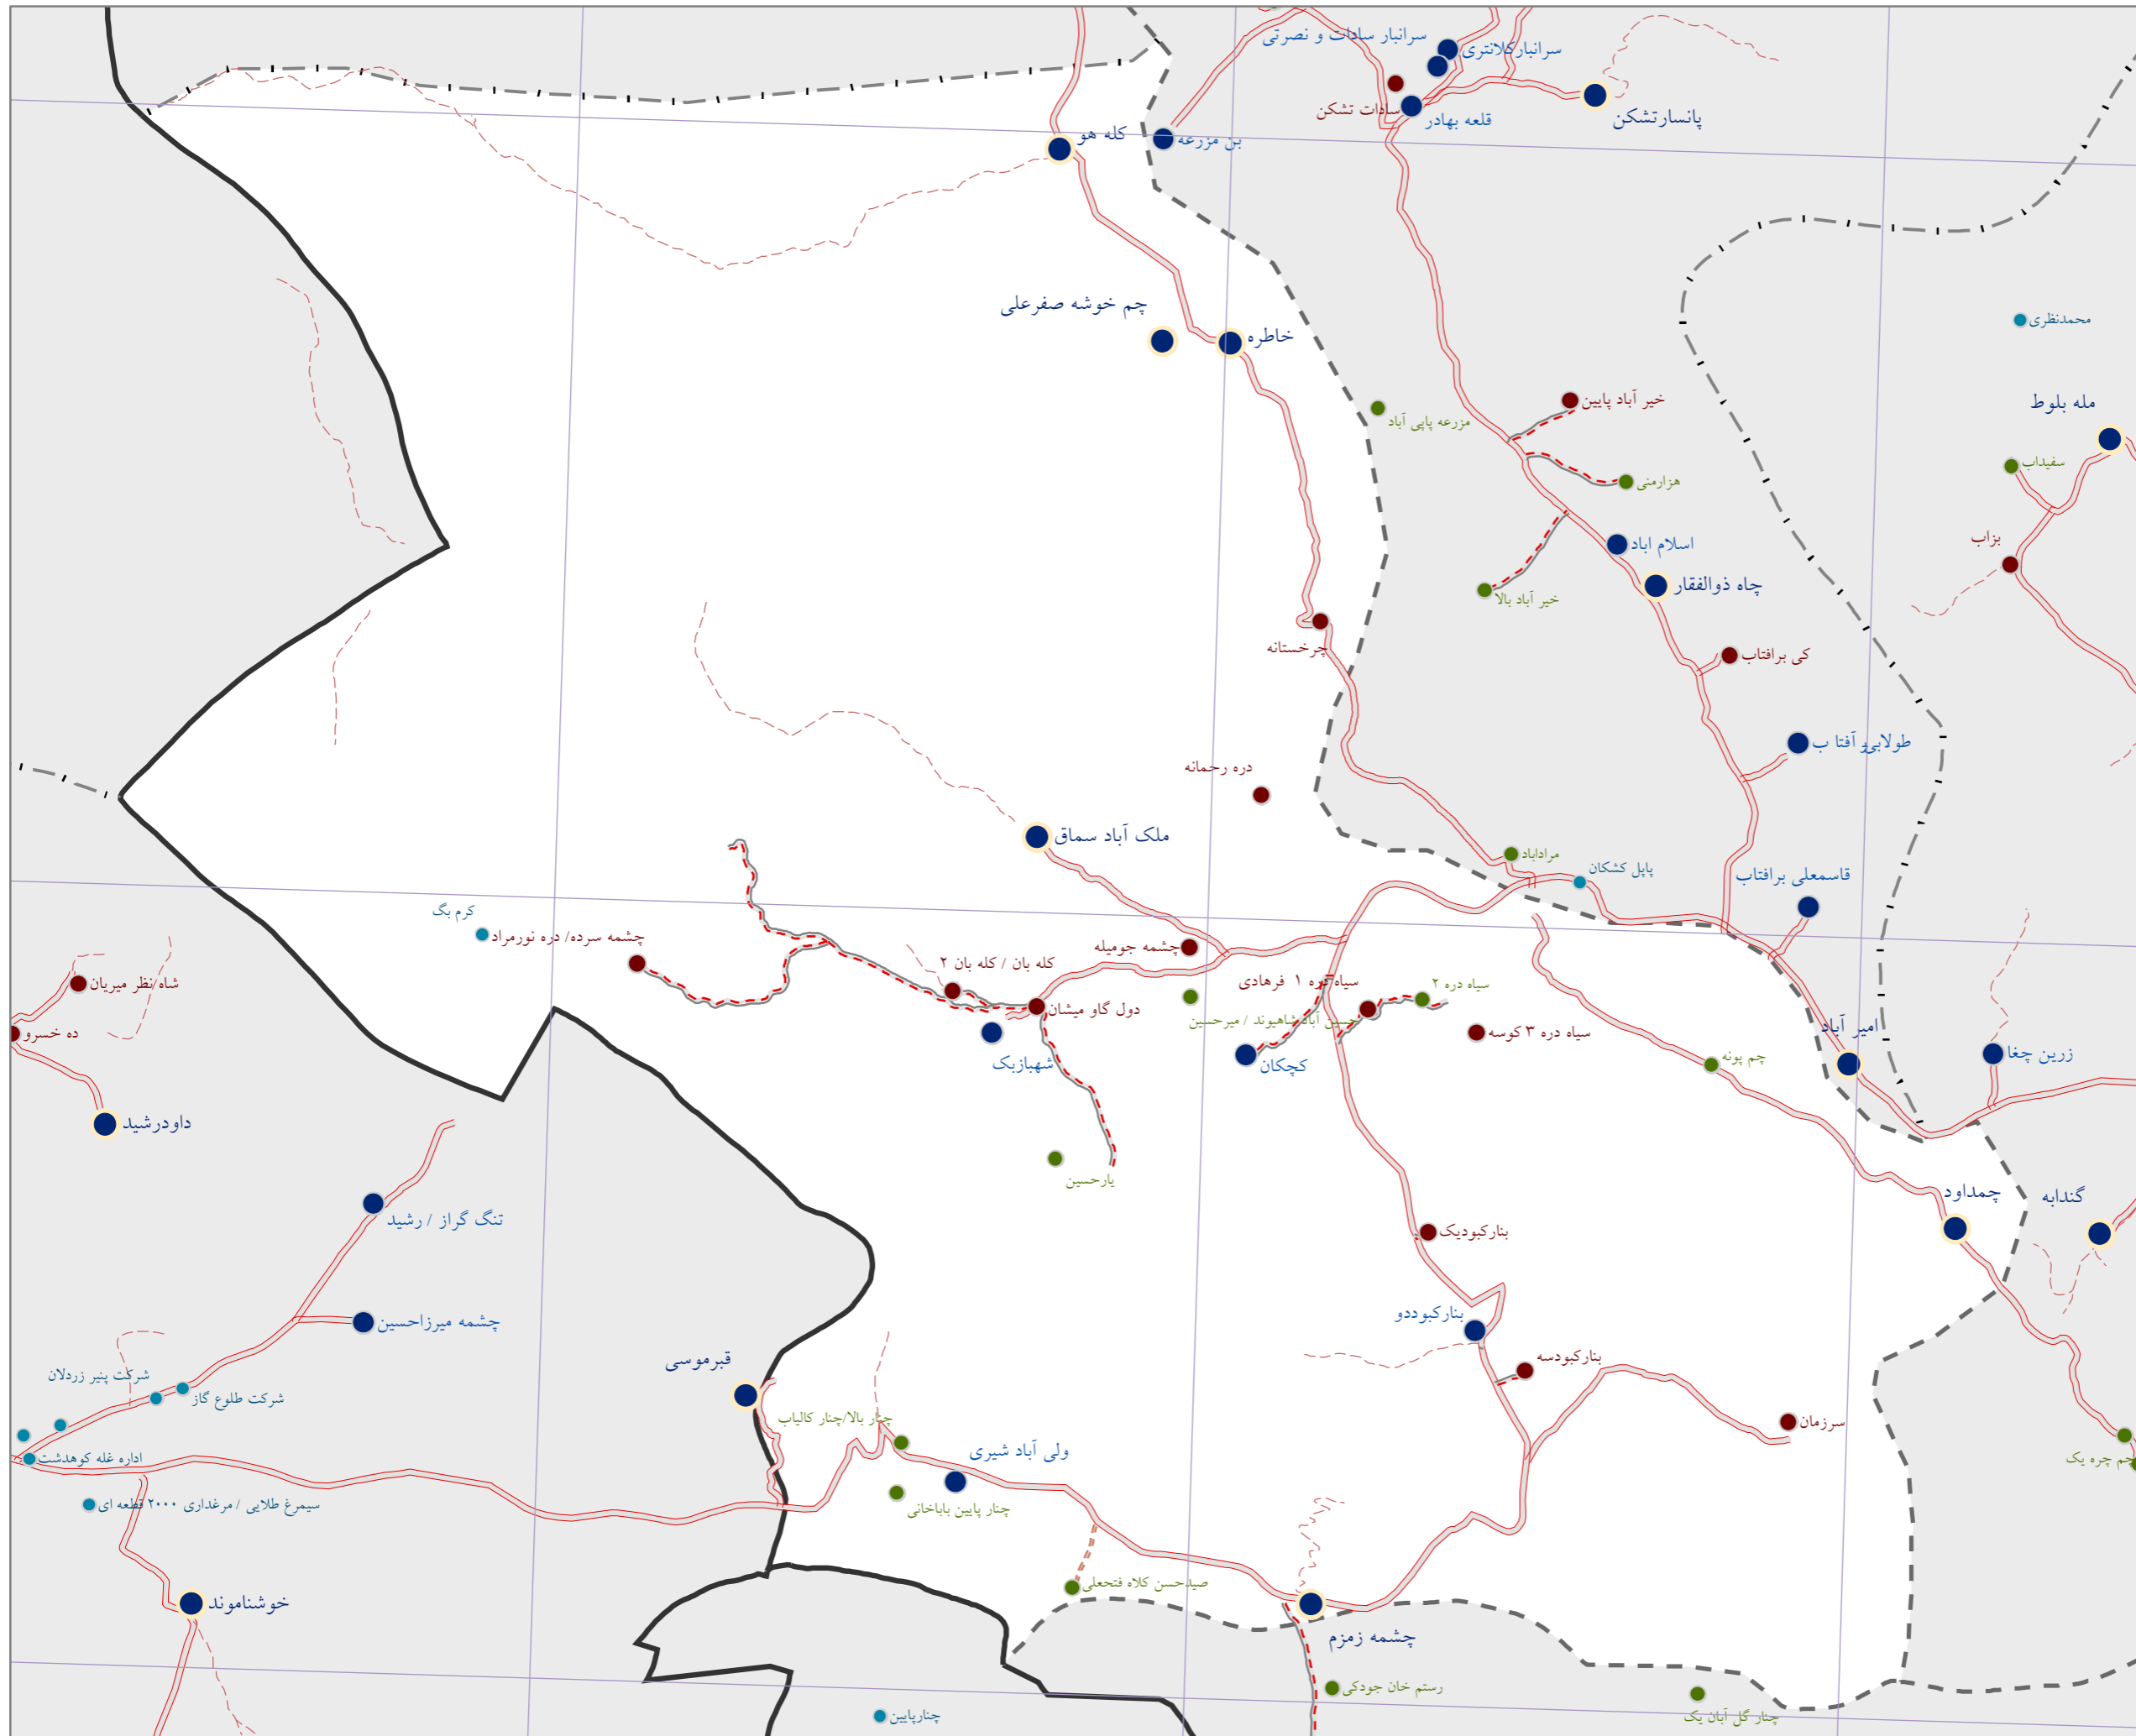 سرانبار سادات و نصرتی
سرانبارکلانتری
سادات تشکن
قلعه بهادر
پانسارتشکن
کله هو
بن مزرعه
چم خوشه صفرعلی
خاطره
محمدنظری
خیر آباد پایین
مزرعه پاپی آباد
مله بلوط
سفیداب
هزارمنی
بزاب
اسلام اباد
چاه ذوالفقار
خیر آباد بالا
چرخستانه
کی برافتاب
دره رحمانه
ملک آباد سماق
مراداباد
پاپل کشکان
قاسمعلی برافتاب
کرم بگ
چشمه سرده/ دره نورمراد
چشمه جومیله
کله بان / کله بان ۲
دول گاو میشان
سیاه دره ۱ فرهادی
سیاه دره ۲
حسین آباد شاهیوند / میرحسین
سیاه دره ۳ کوسه
شاه نظر میریان
ده خسرو
شهبازبک
کچکان
امیر آباد
چم پونه
زرین چغا
داودرشید
یارحسین
چمداود
گندابه
تنگ گراز / رشید
بنارکبودیک
چشمه میرزاحسین
بنارکبوددو
قبرموسی
بنارکبودسه
شرکت پنیر زردلان
شرکت طلوع گاز
چنار بالا/چنار کالیاب
سرزمان
ولی آباد شیری
اداره غله کوهدشت
چم چره یک
سیمرغ طلایی / مرغداری ۲۰۰۰ قطعه ای
چنار پایین باباخانی
صیدحسن کلاه فتحعلی
خوشناموند
چشمه زمزم
رستم خان جودکی
چنارپایین
چنار گل آبان یک